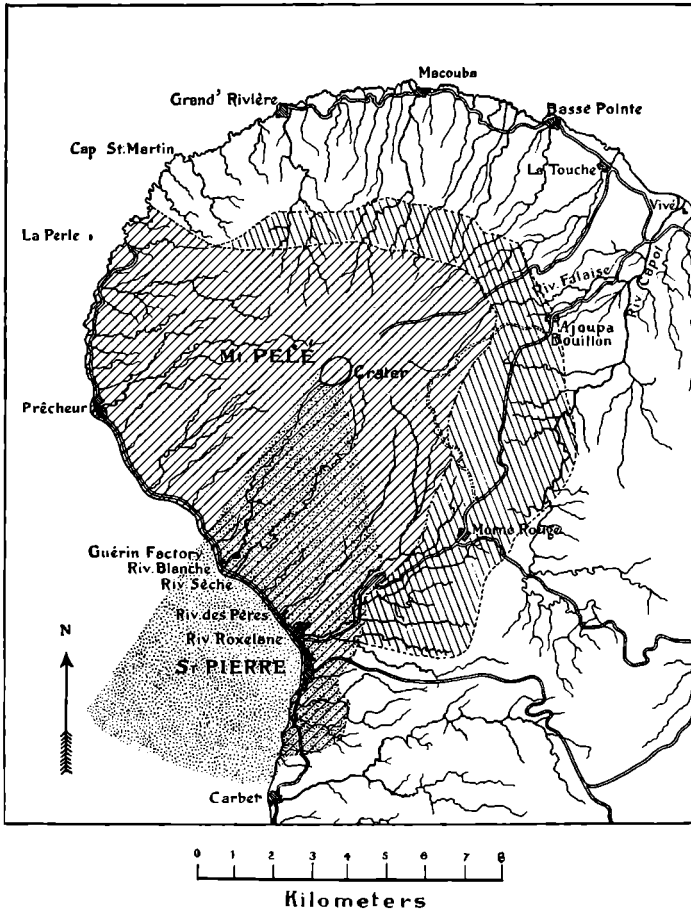 Macouba
Grand' Rivière
Basse Pointe
Cap St. Martin
La Touche
Vivé
La Perle
Riv. Falaise
Riv. Capot
Ajoupa
Bouillon
Mt. PELÉ
Crater
Prêcheur
Morne Rouge
Guérin Factory
Riv. Blanche
Riv. Sèche
Riv. des Pères
Riv. Roxelane
N
St PIERRE
Carbet
0 1 2 3 4 5 6 7 8
Kilometers